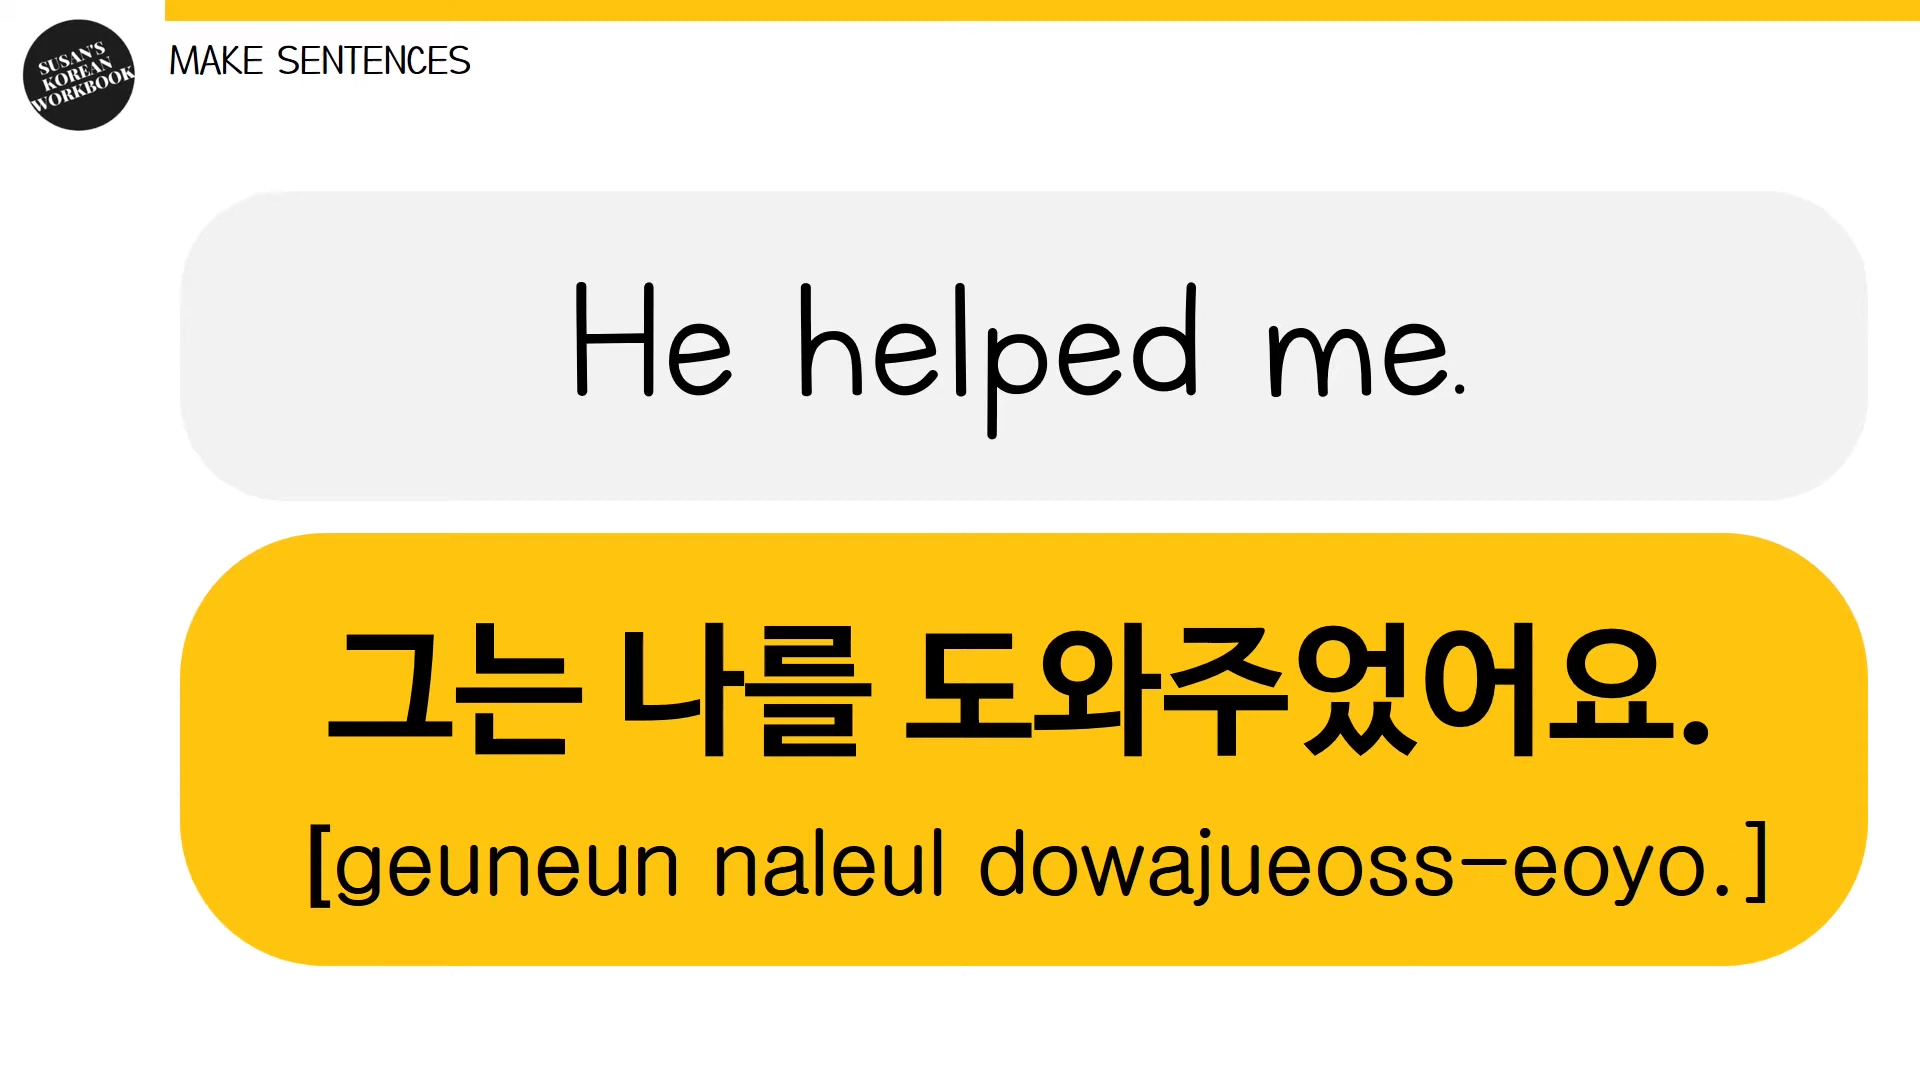 SUSAN'S
KOREAN
WORKBOOK
MAKE SENTENCES
He helped me.
그는 나를 도와주었어요.
[geuneun naleul dowajueoss-eoyo.]